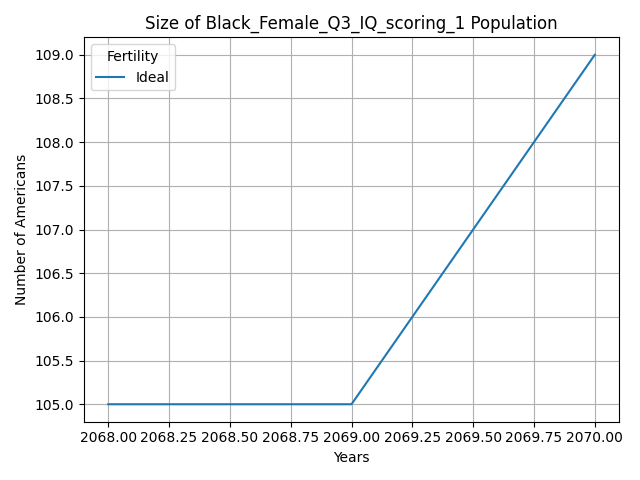 Size of Black_Female_Q3_IQ_scoring_1 Population
Fertility
Ideal
Number of Americans
109.0
108.5
108.0
107.5
107.0
106.5
106.0
105.5
105.0
2068.00 2068.25 2068.50 2068.75 2069.00 2069.25 2069.50 2069.75 2070.00
Years